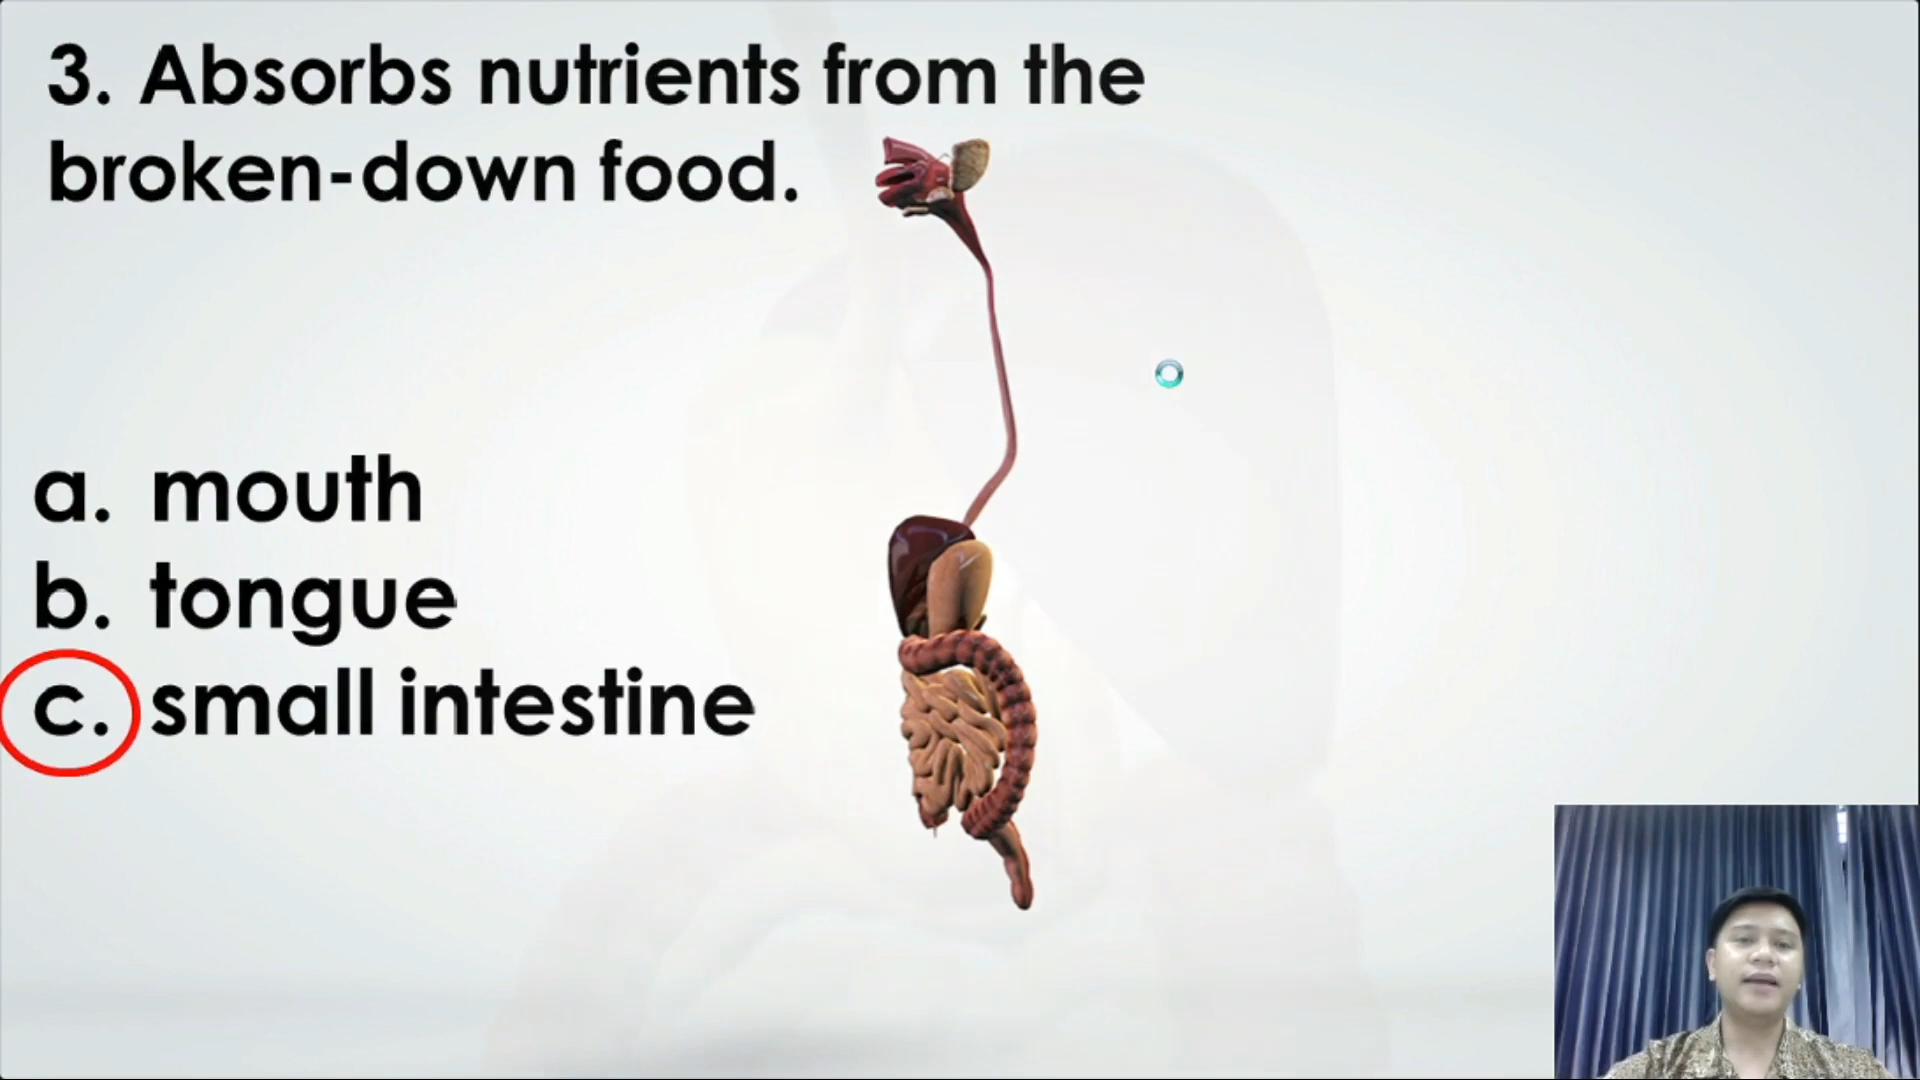 3. Absorbs nutrients from the
broken-down food.
a. mouth
b. tongue
c. small intestine